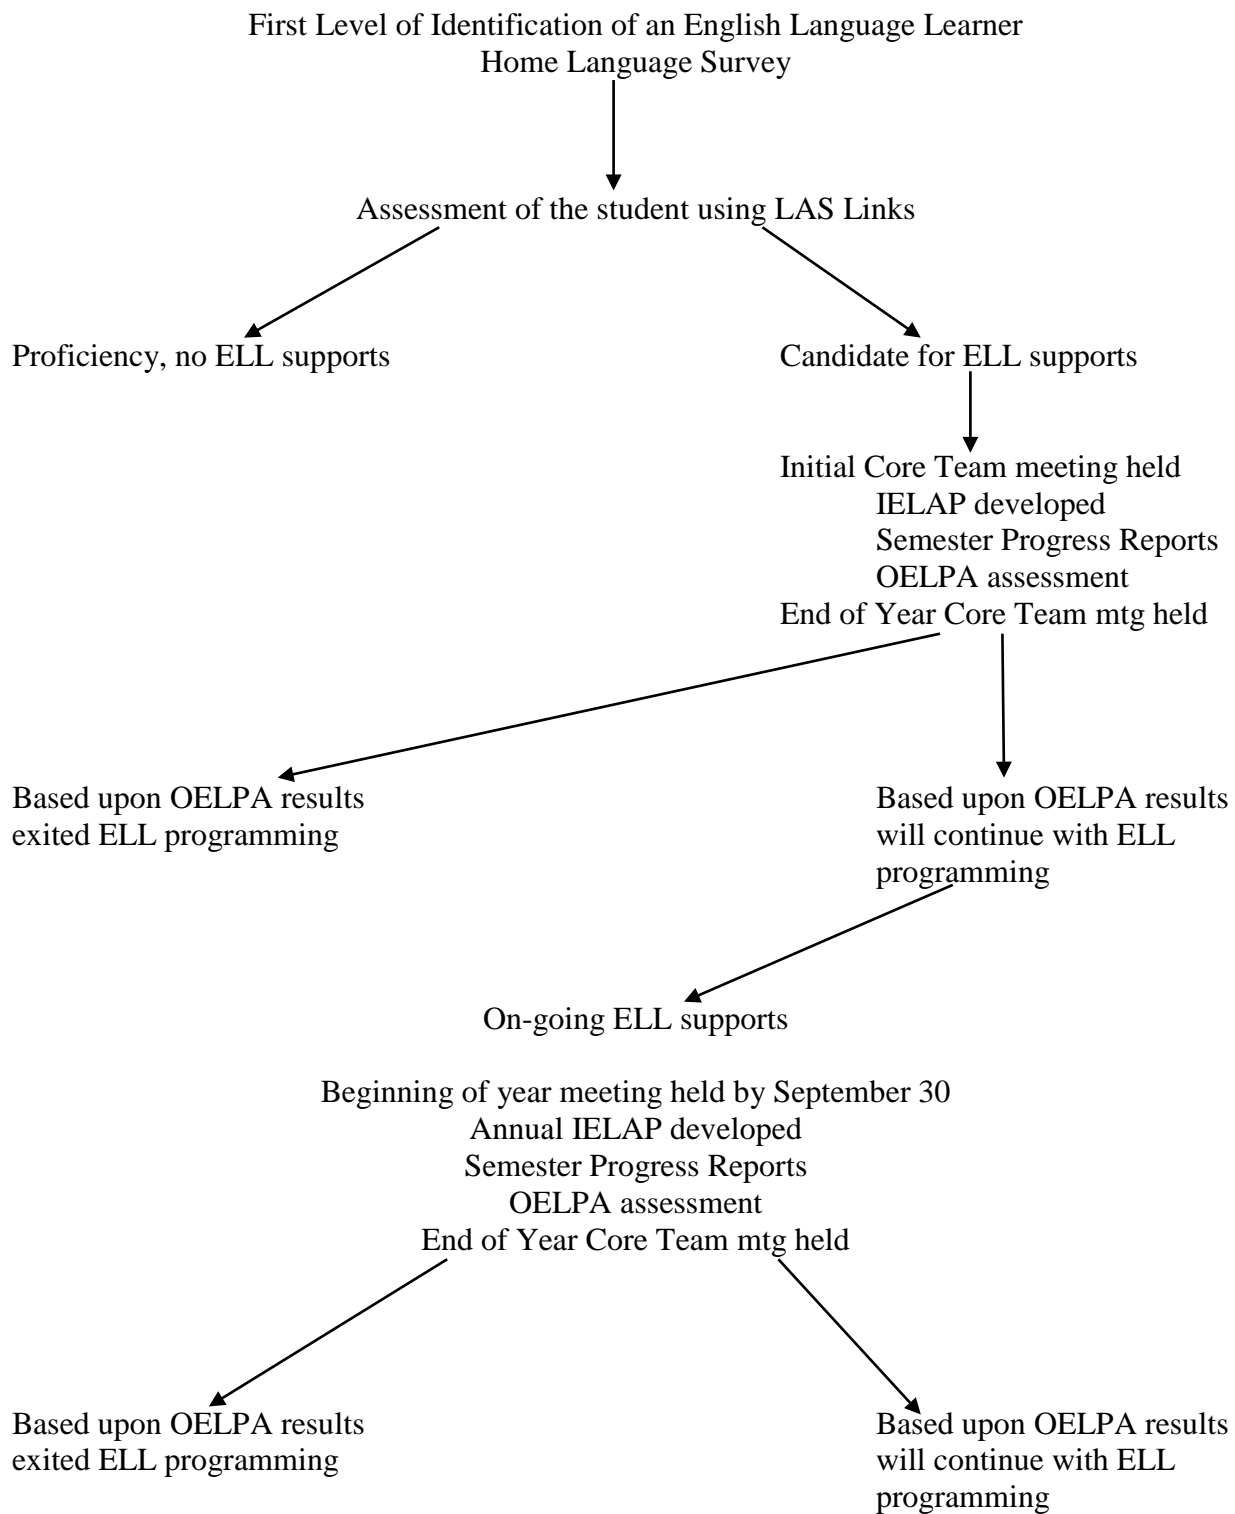 First Level of Identification of an English Language Learner
Home Language Survey
Assessment of the student using LAS Links
Proficiency, no ELL supports
Candidate for ELL supports
Initial Core Team meeting held
IELAP developed
Semester Progress Reports
OELPA assessment
End of Year Core Team mtg held
Based upon OELPA results
exited ELL programming
Based upon OELPA results
will continue with ELL
programming
On-going ELL supports
Beginning of year meeting held by September 30
Annual IELAP developed
Semester Progress Reports
OELPA assessment
End of Year Core Team mtg held
Based upon OELPA results
exited ELL programming
Based upon OELPA results
will continue with ELL
programming